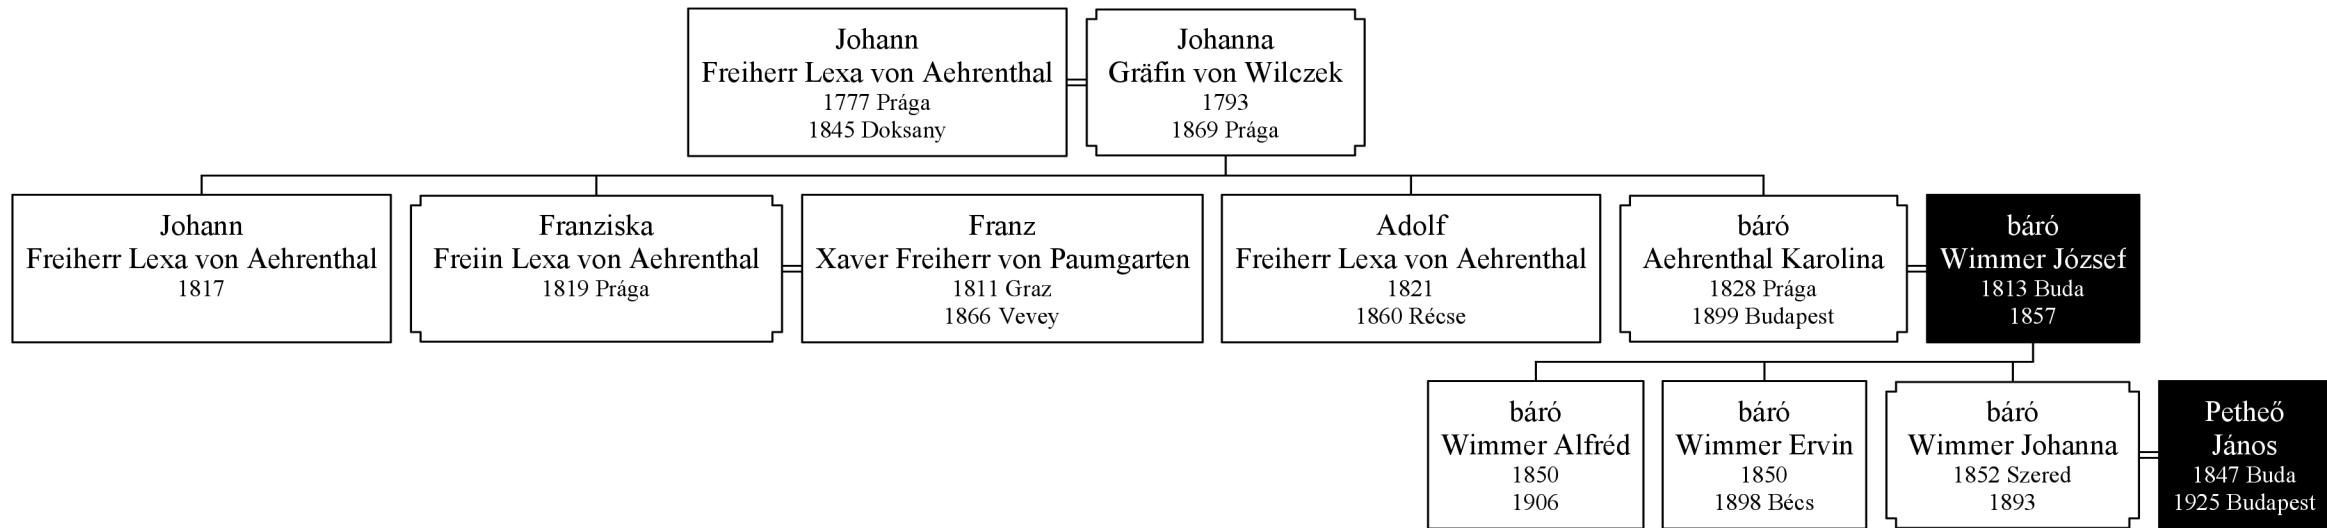 Johann
Freiherr Lexa von Aehrenthal
1777 Prága
1845 Doksany
Johanna
Gräfin von Wilczek
1793
1869 Prága
Johann
Freiherr Lexa von Aehrenthal
1817
Franziska
Freiin Lexa von Aehrenthal
1819 Prága
Franz
Xaver Freiherr von Paumgarten
1811 Graz
1866 Vevey
Adolf
Freiherr Lexa von Aehrenthal
1821
1860 Récse
báró
Aehrenthal Karolina
1828 Prága
1899 Budapest
báró
Wimmer József
1813 Buda
1857
báró
Wimmer Alfréd
1850
1906
báró
Wimmer Ervin
1850
1898 Bécs
báró
Wimmer Johanna
1852 Szered
1893
Petheő
János
1847 Buda
1925 Budapest